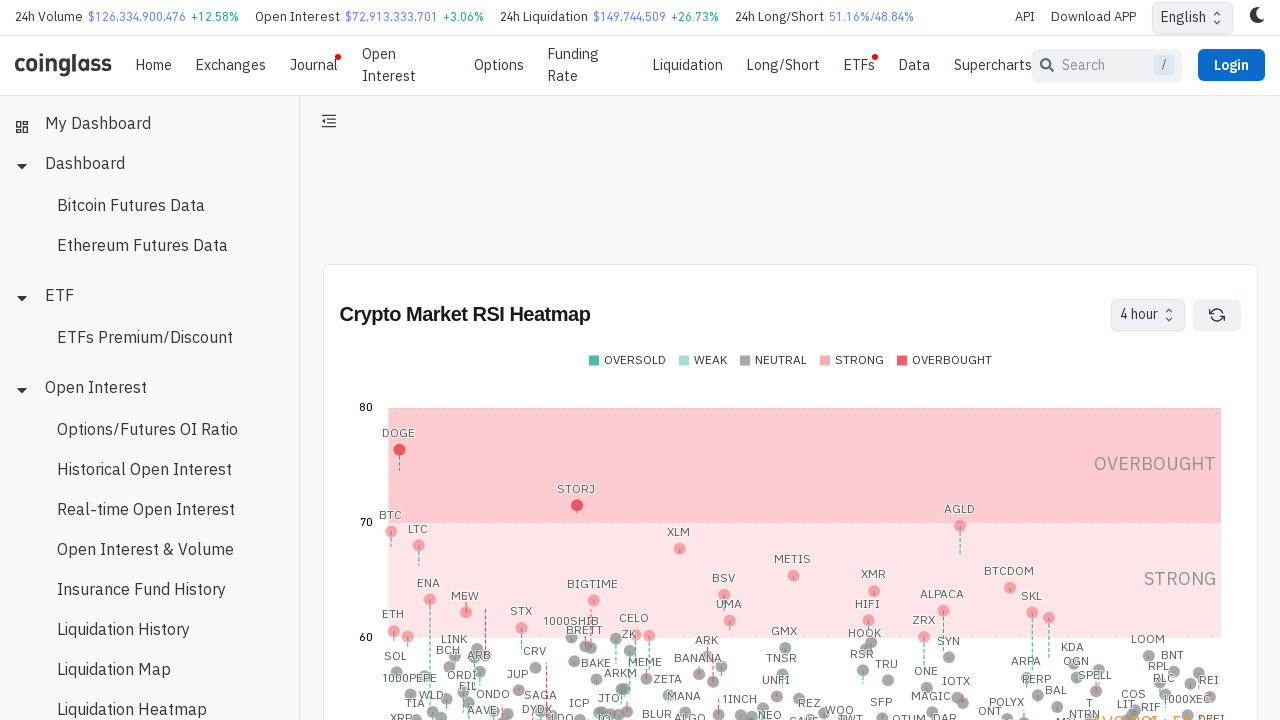 24h Volume $126,334,900,476 +12.58% Open Interest $72,913,333,701 +3.06% 24h Liquidation $149,744,509 +26.73% 24h Long/Short 51.16%/48.84% API Download APP English
coinglass Home Exchanges Journal Open Interest Options Funding Rate Liquidation Long/Short ETFs Data Supercharts Search / Login
My Dashboard
Dashboard
Bitcoin Futures Data
Ethereum Futures Data
ETF
ETFs Premium/Discount
Open Interest
Options/Futures OI Ratio
Historical Open Interest
Real-time Open Interest
Open Interest & Volume
Insurance Fund History
Liquidation History
Liquidation Map
Liquidation Heatmap
Crypto Market RSI Heatmap 4 hour
OVERSOLD WEAK NEUTRAL STRONG OVERBOUGHT
80
DOGE
OVERBOUGHT
STORJ
BTC AGLD
70
LTC XLM
METIS
BTCDOM XMR
STRONG
ENA BIGTIME BSV
MEW ALPACA SKL
UMA HIFI
ETH STX CELO ZRX
1000SHIB
BRETT ZK GMX HOOK
60
LINK ARK SYN LOOM
BCH KDA
SOL ARB BANANA TNSR RSR BNT
BAKE MEME TRU ARPA OGN RPL
ORDI JUP ARKM ONE SPELL
1000PEPE ZETA UNFI IOTX PERP RLC REI
FIL
WLD ONDO SAGA MANA MAGIC BAL COS
TIA ICP JTO 1INCH REZ SFP POLYX T 1000XEC
AAVE DYDX WOO ONT RIF LIT
XRP BLUR ALGO NEO OTUM DAR NTRN